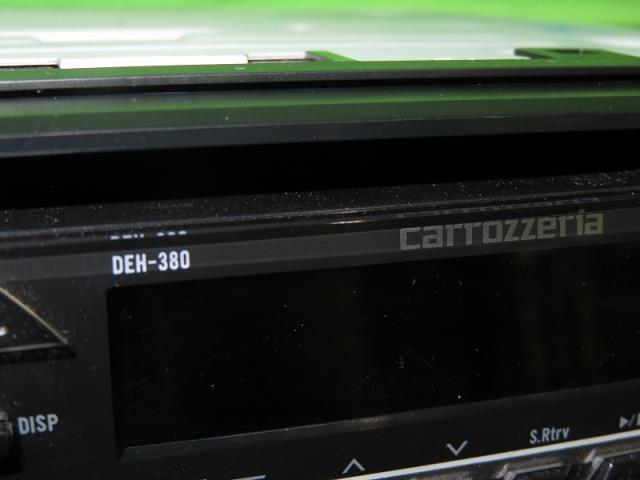 carrozzeria
DEH-380
DISP
S.Rtrv